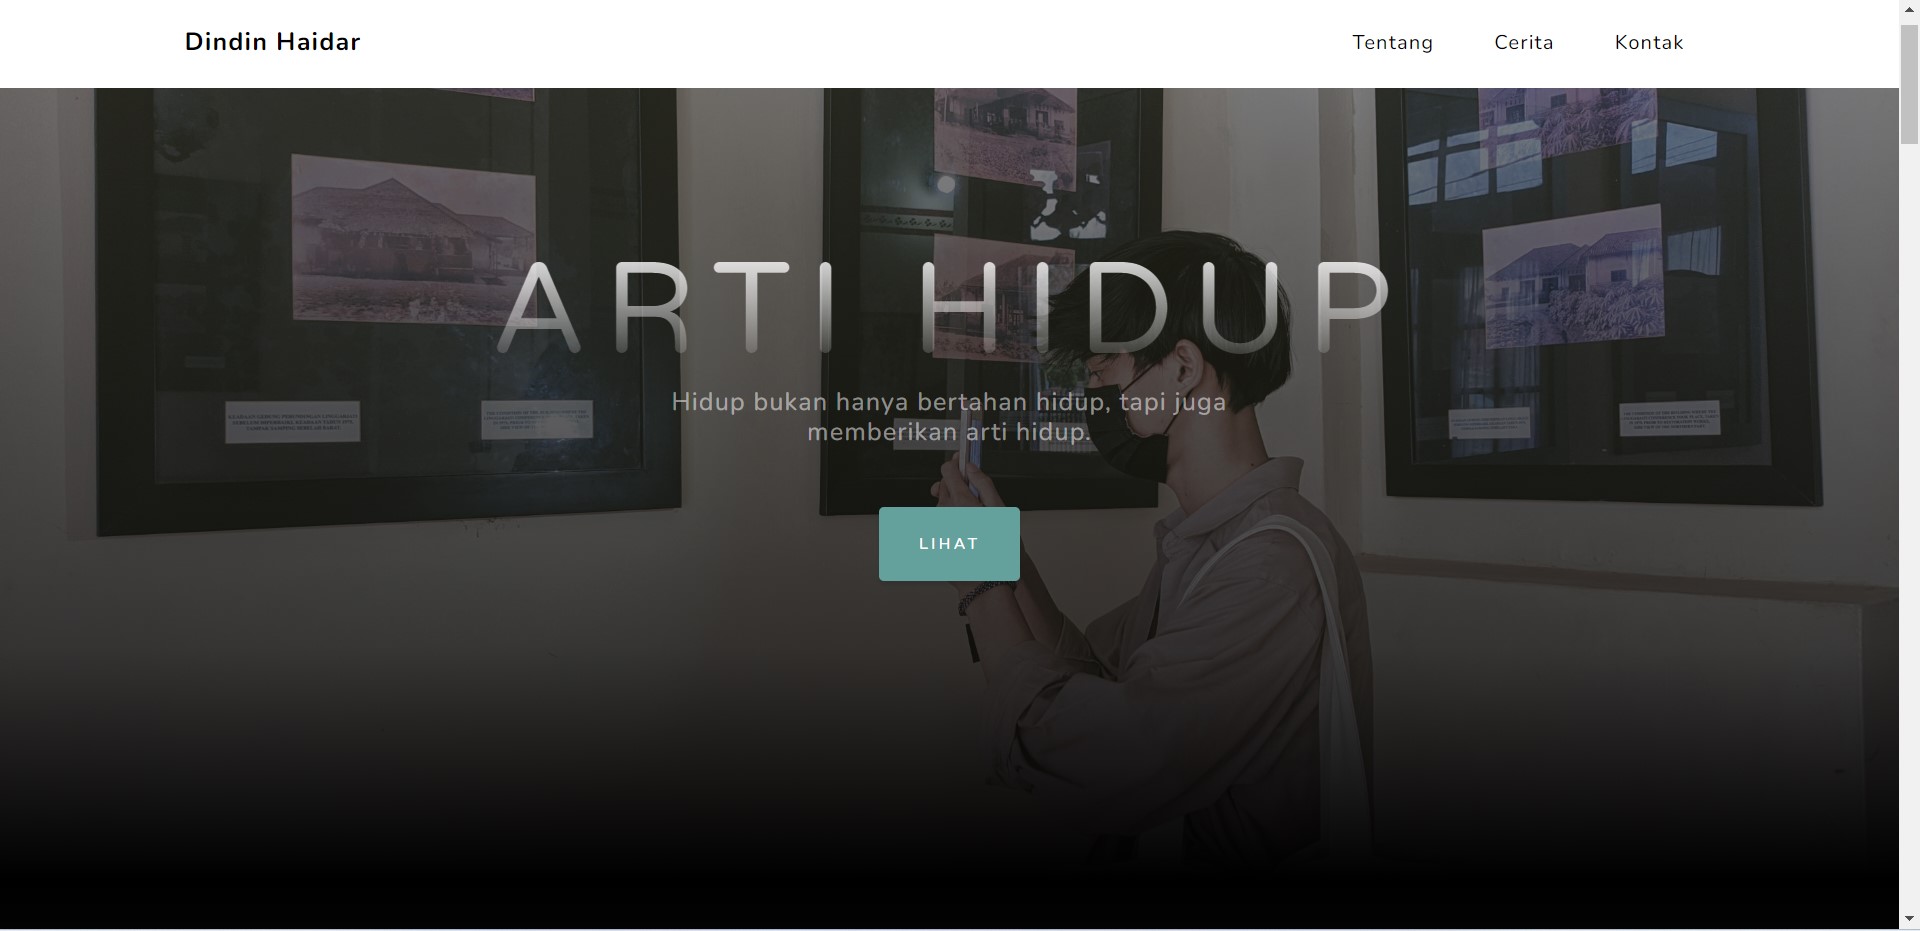 Dindin Haidar
Tentang
Cerita
Kontak
ARTI HIDUP
Hidup bukan hanya bertahan hidup, tapi juga
memberikan arti hidup.
LIHAT